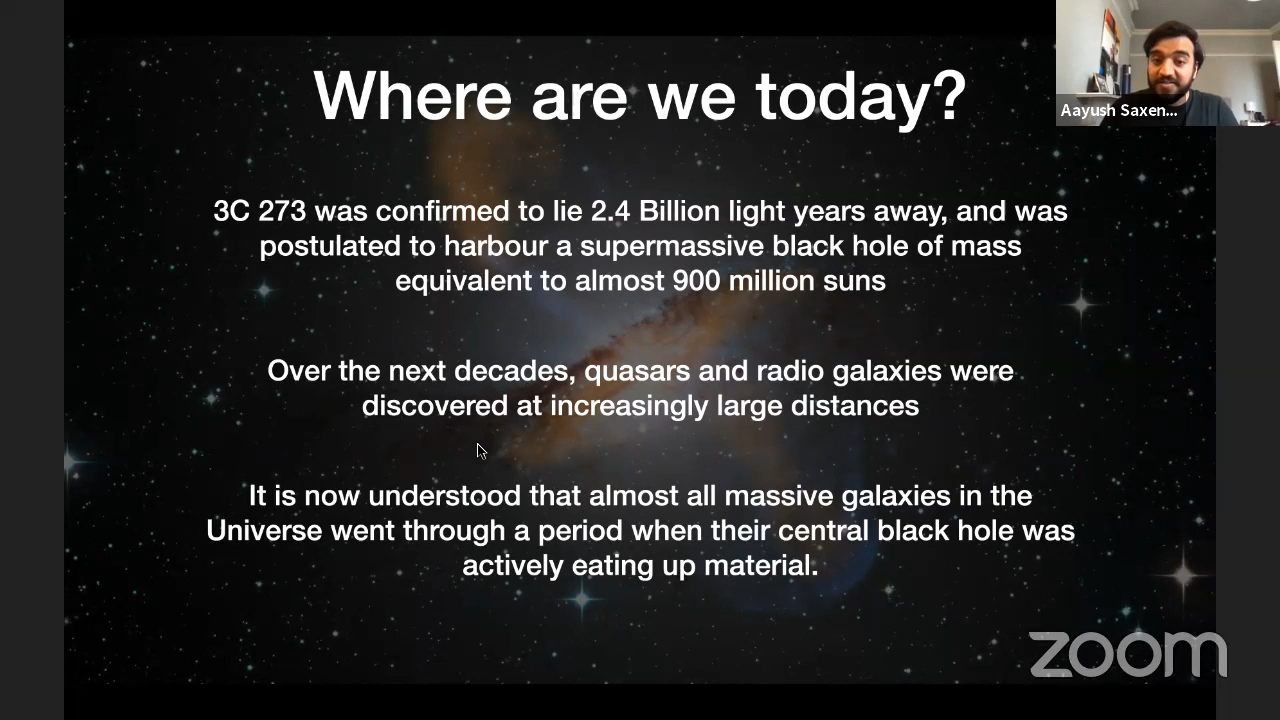 Where are we today?
Aayush Saxen...
3C 273 was confirmed to lie 2.4 Billion light years away, and was
postulated to harbour a supermassive black hole of mass
equivalent to almost 900 million suns
Over the next decades, quasars and radio galaxies were
discovered at increasingly large distances
It is now understood that almost all massive galaxies in the
Universe went through a period when their central black hole was
actively eating up material.
zoom